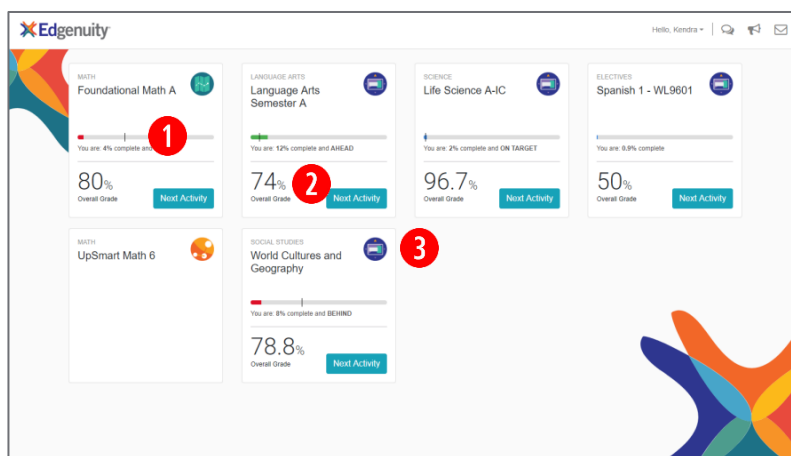 Edgenuity
Hello, Kendra
MATH
Foundational Math A
You are: 4% complete and
80%
Overall Grade
Next Activity
1
LANGUAGE ARTS
Language Arts
Semester A
You are: 12% complete and AHEAD
74%
Overall Grade
Next Activity
2
SCIENCE
Life Science A-IC
You are: 2% complete and ON TARGET
96.7%
Overall Grade
Next Activity
ELECTIVES
Spanish 1 - WL9601
You are: 0.9% complete
50%
Overall Grade
Next Activity
MATH
UpSmart Math 6
SOCIAL STUDIES
World Cultures and
Geography
You are: 8% complete and BEHIND
78.8%
Overall Grade
Next Activity
3